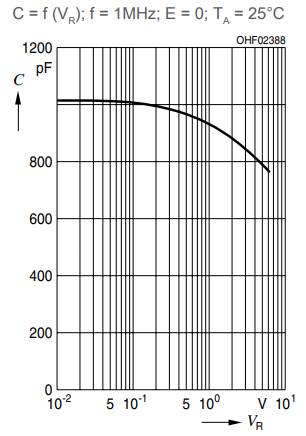 C = f (V_R); f = 1MHz; E = 0; T_A = 25°C
OHF02388
1200
pF
C
800
600
400
200
0
10^-2 5 10^-1 5 10^0 V 10^1
V_R